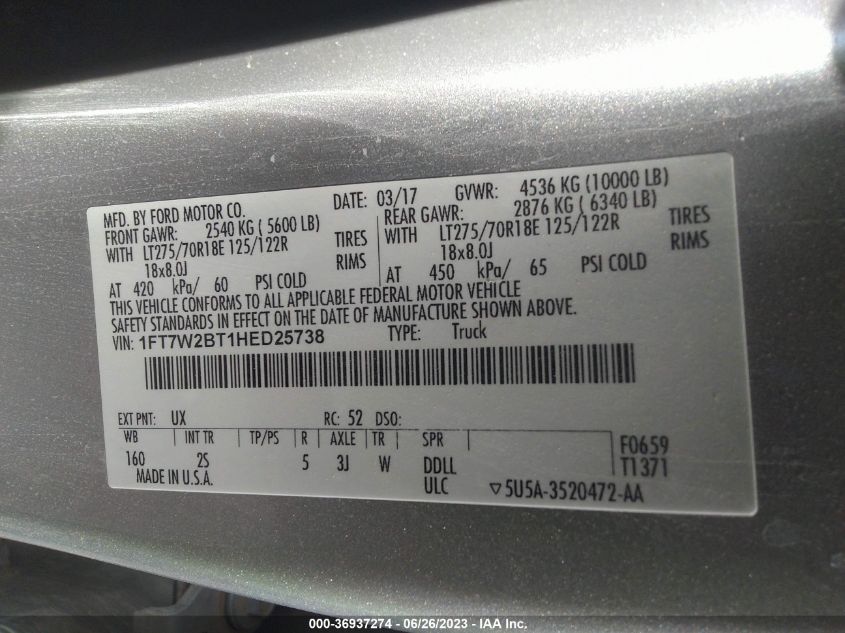 MFD. BY FORD MOTOR CO. DATE: 03/17 GVWR: 4536 KG (10000 LB)
FRONT GAWR: 2540 KG ( 5600 LB) REAR GAWR: 2876 KG ( 6340 LB)
WITH LT275/70R18E 125/122R TIRES WITH LT275/70R18E 125/122R TIRES
18x8.0J RIMS 18x8.0J RIMS
AT 420 kPa/ 60 PSI COLD AT 450 kPa/ 65 PSI COLD
THIS VEHICLE CONFORMS TO ALL APPLICABLE FEDERAL MOTOR VEHICLE
SAFETY STANDARDS IN EFFECT ON THE DATE OF MANUFACTURE SHOWN ABOVE.
VIN: 1FT7W2BT1HED25738 TYPE: Truck
EXT PNT: UX RC: 52 DSO:
WB INT TR TP/PS R AXLE TR SPR F0659
160 2S 5 3J W DDLL T1371
MADE IN U.S.A. ULC ▽5U5A-3520472-AA
000-36937274 / 06/26/2023 / © IAA Inc.